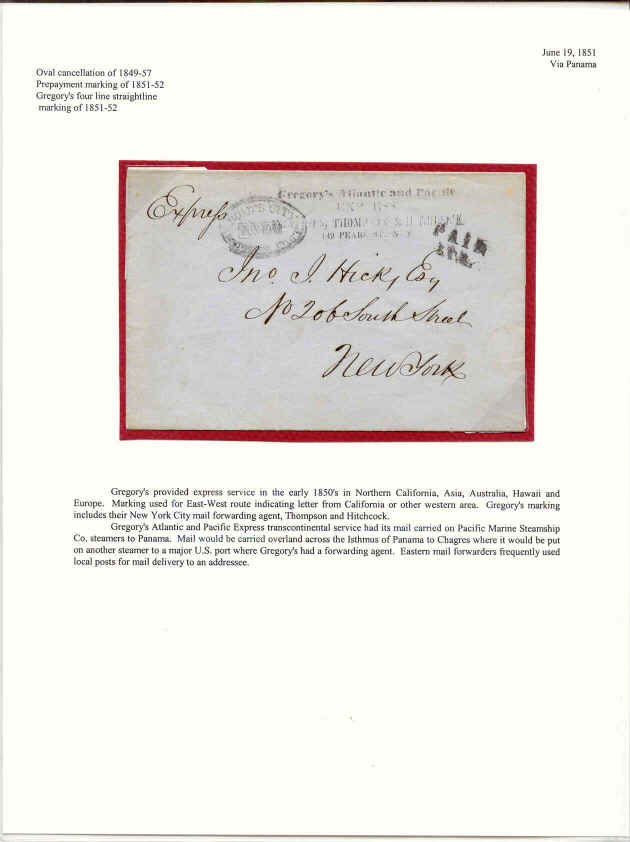 June 19, 1851
Via Panama
Oval cancellation of 1849-57
Prepayment marking of 1851-52
Gregory's four line straightline
marking of 1851-52
Gregory's Atlantic and Pacific
Express
THOMPSON &
149 PEARL ST. N. Y.
PAID
Jno. J. Hick, Esq
No 206 South Street
New York
Gregory's provided express service in the early 1850's in Northern California, Asia, Australia, Hawaii and
Europe. Marking used for East-West route indicating letter from California or other western area. Gregory's marking
includes their New York City mail forwarding agent, Thompson and Hitchcock.
Gregory's Atlantic and Pacific Express transcontinental service had its mail carried on Pacific Marine Steamship
Co. steamers to Panama. Mail would be carried overland across the Isthmus of Panama to Chagres where it would be put
on another steamer to a major U.S. port where Gregory's had a forwarding agent. Eastern mail forwarders frequently used
local posts for mail delivery to an addressee.